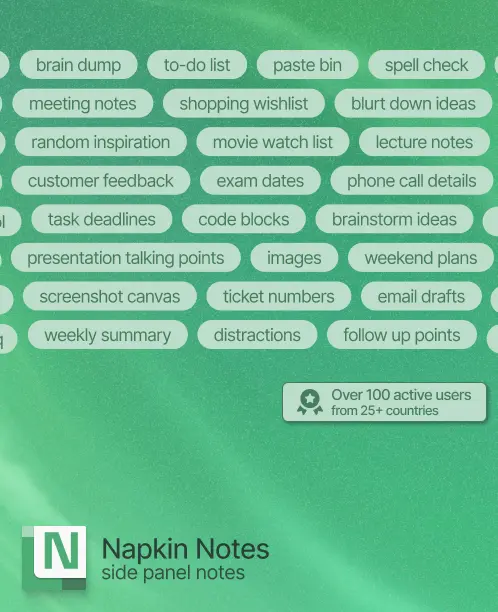 brain dump to-do list paste bin spell check
meeting notes shopping wishlist blurt down ideas
random inspiration movie watch list lecture notes
customer feedback exam dates phone call details
task deadlines code blocks brainstorm ideas
presentation talking points images weekend plans
screenshot canvas ticket numbers email drafts
weekly summary distractions follow up points
Over 100 active users
from 25+ countries
N
Napkin Notes
side panel notes